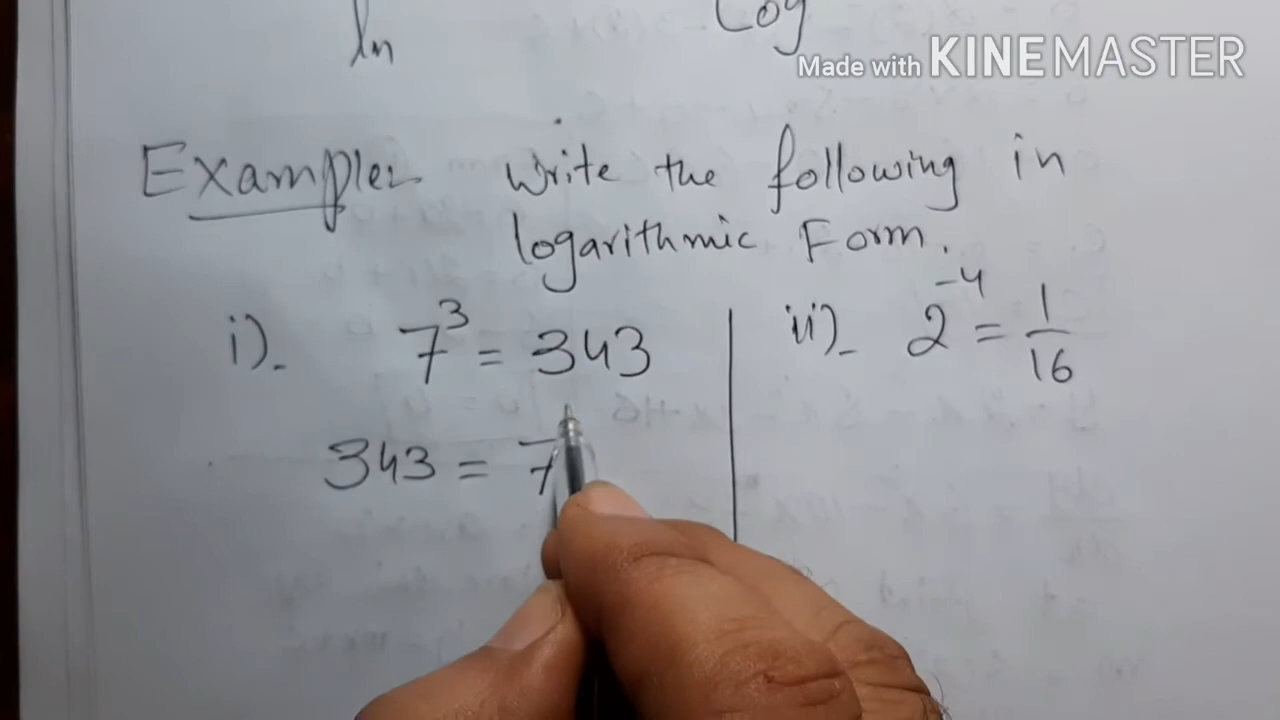 ln Log
Made with KINEMASTER
Example:- Write the following in
logarithmic Form.
i)- 7³ = 343
ii)- 2⁻⁴ = 1/16
343 = 7